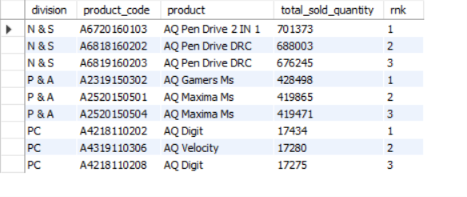 division product_code product total_sold_quantity rnk
N & S A6720160103 AQ Pen Drive 2 IN 1 701373 1
N & S A6818160202 AQ Pen Drive DRC 688003 2
N & S A6819160203 AQ Pen Drive DRC 676245 3
P & A A2319150302 AQ Gamers Ms 428498 1
P & A A2520150501 AQ Maxima Ms 419865 2
P & A A2520150504 AQ Maxima Ms 419471 3
PC A4218110202 AQ Digit 17434 1
PC A4319110306 AQ Velocity 17280 2
PC A4218110208 AQ Digit 17275 3